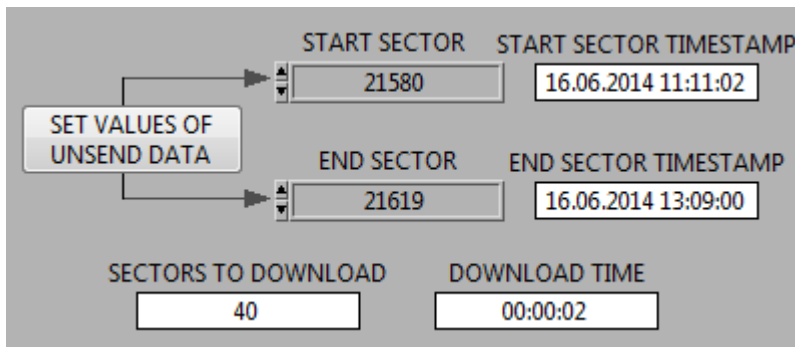 START SECTOR START SECTOR TIMESTAMP
21580 16.06.2014 11:11:02
SET VALUES OF
UNSEND DATA
END SECTOR END SECTOR TIMESTAMP
21619 16.06.2014 13:09:00
SECTORS TO DOWNLOAD DOWNLOAD TIME
40 00:00:02